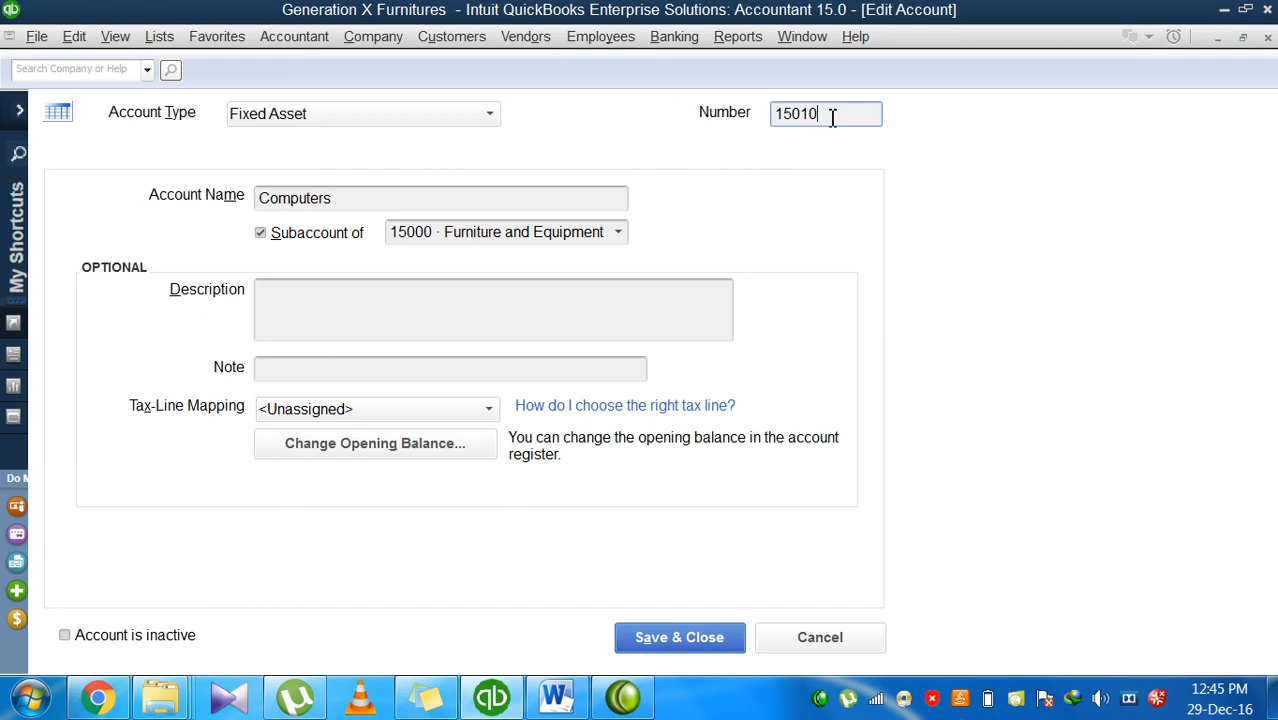 Generation X Furnitures - Intuit QuickBooks Enterprise Solutions: Accountant 15.0 - [Edit Account]
File Edit View Lists Favorites Accountant Company Customers Vendors Employees Banking Reports Window Help
Search Company or Help
Account Type Fixed Asset Number 15010
My Shortcuts
Account Name Computers
Subaccount of 15000 · Furniture and Equipment
OPTIONAL
Description
Note
Tax-Line Mapping <Unassigned> How do I choose the right tax line?
Change Opening Balance... You can change the opening balance in the account
register.
Do M
Account is inactive Save & Close Cancel
12:45 PM
29-Dec-16